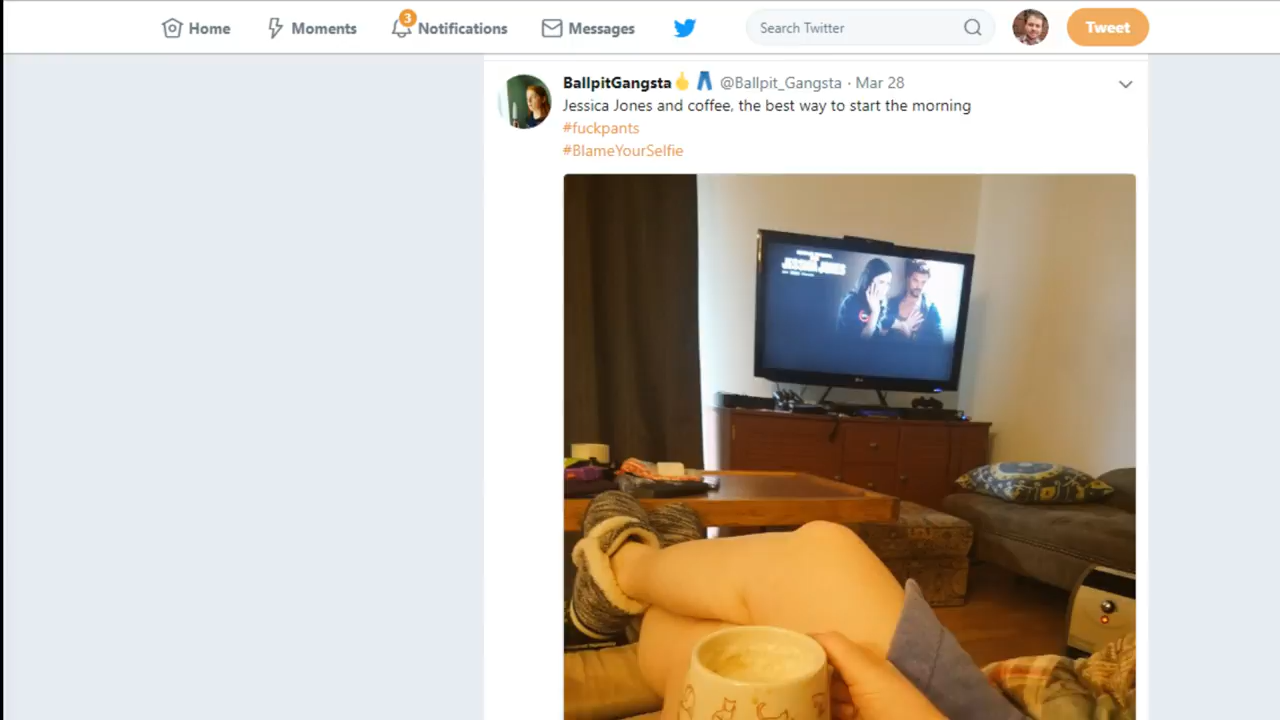 Home
Moments
3
Notifications
Messages
Search Twitter
Tweet
BallpitGangsta🖕👖 @Ballpit_Gangsta · Mar 28
Jessica Jones and coffee, the best way to start the morning
#fuckpants
#BlameYourSelfie
JESSICA JONES
LG